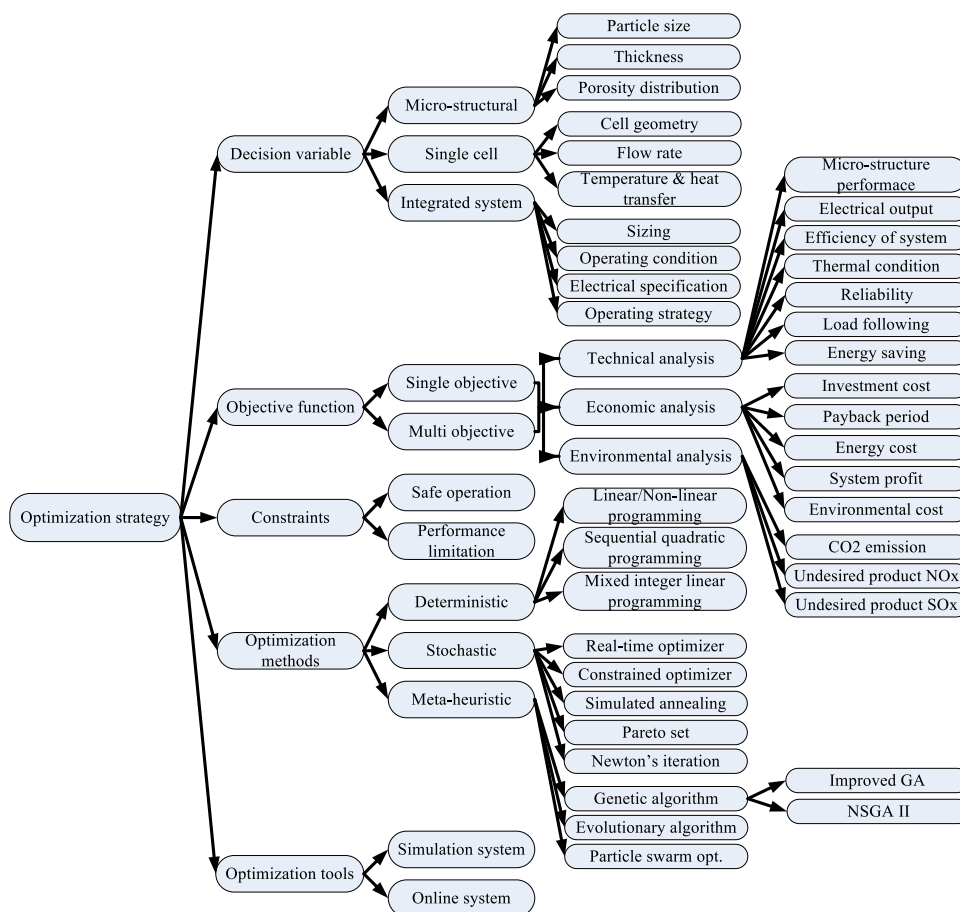 Particle size
Thickness
Porosity distribution
Micro-structural
Cell geometry
Decision variable
Single cell
Flow rate
Temperature & heat
transfer
Integrated system
Sizing
Operating condition
Electrical specification
Operating strategy
Micro-structure
performace
Electrical output
Efficiency of system
Thermal condition
Reliability
Load following
Energy saving
Technical analysis
Single objective
Objective function
Economic analysis
Multi objective
Environmental analysis
Investment cost
Payback period
Energy cost
System profit
Environmental cost
CO2 emission
Undesired product NOx
Undesired product SOx
Optimization strategy
Safe operation
Constraints
Performance
limitation
Linear/Non-linear
programming
Sequential quadratic
programming
Mixed integer linear
programming
Deterministic
Optimization
methods
Stochastic
Meta-heuristic
Real-time optimizer
Constrained optimizer
Simulated annealing
Pareto set
Newton's iteration
Genetic algorithm
Evolutionary algorithm
Particle swarm opt.
Improved GA
NSGA II
Simulation system
Optimization tools
Online system